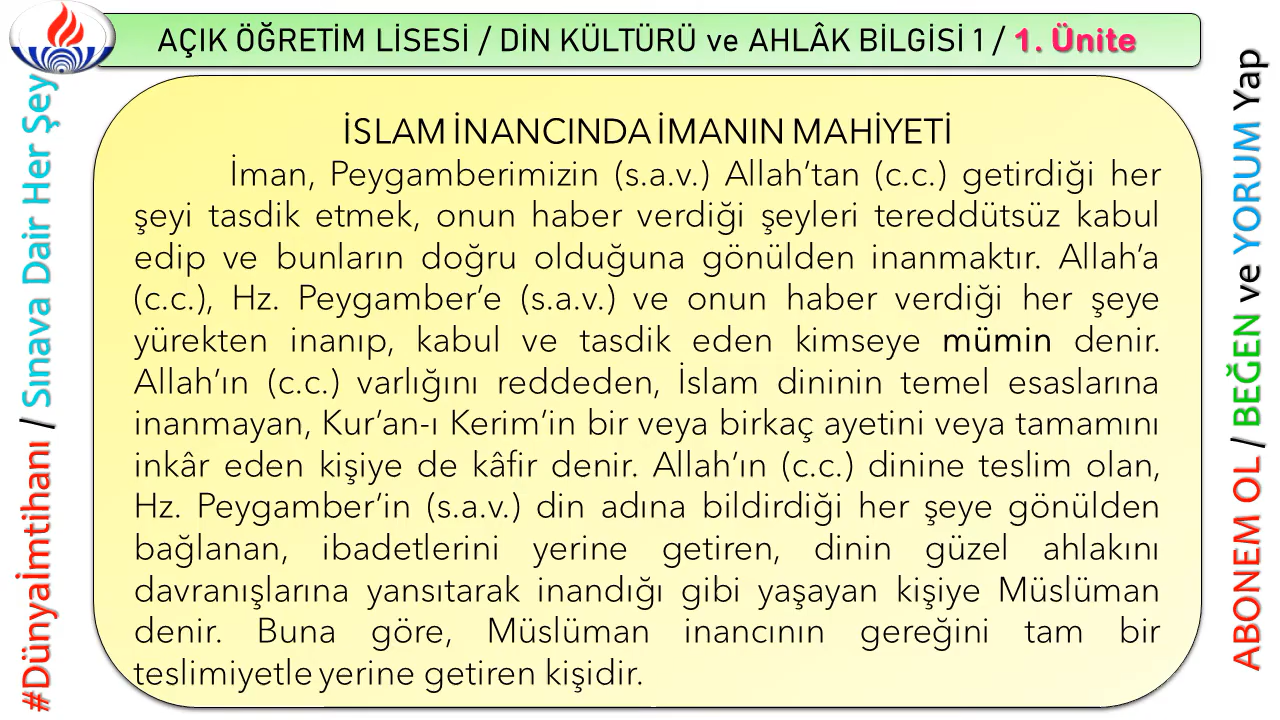 AÇIK ÖĞRETİM LİSESİ / DİN KÜLTÜRÜ ve AHLÂK BİLGİSİ 1 / 1. Ünite
#Dünyaİmtihanı / Sınava Dair Her Şey
İSLAM İNANCINDA İMANIN MAHİYETİ
İman, Peygamberimizin (s.a.v.) Allah’tan (c.c.) getirdiği her
şeyi tasdik etmek, onun haber verdiği şeyleri tereddütsüz kabul
edip ve bunların doğru olduğuna gönülden inanmaktır. Allah’a
(c.c.), Hz. Peygamber’e (s.a.v.) ve onun haber verdiği her şeye
yürekten inanıp, kabul ve tasdik eden kimseye mümin denir.
Allah’ın (c.c.) varlığını reddeden, İslam dininin temel esaslarına
inanmayan, Kur’an-ı Kerim’in bir veya birkaç ayetini veya tamamını
inkâr eden kişiye de kâfir denir. Allah’ın (c.c.) dinine teslim olan,
Hz. Peygamber’in (s.a.v.) din adına bildirdiği her şeye gönülden
bağlanan, ibadetlerini yerine getiren, dinin güzel ahlakını
davranışlarına yansıtarak inandığı gibi yaşayan kişiye Müslüman
denir. Buna göre, Müslüman inancının gereğini tam bir
teslimiyetle yerine getiren kişidir.
ABONEM OL / BEĞEN ve YORUM Yap